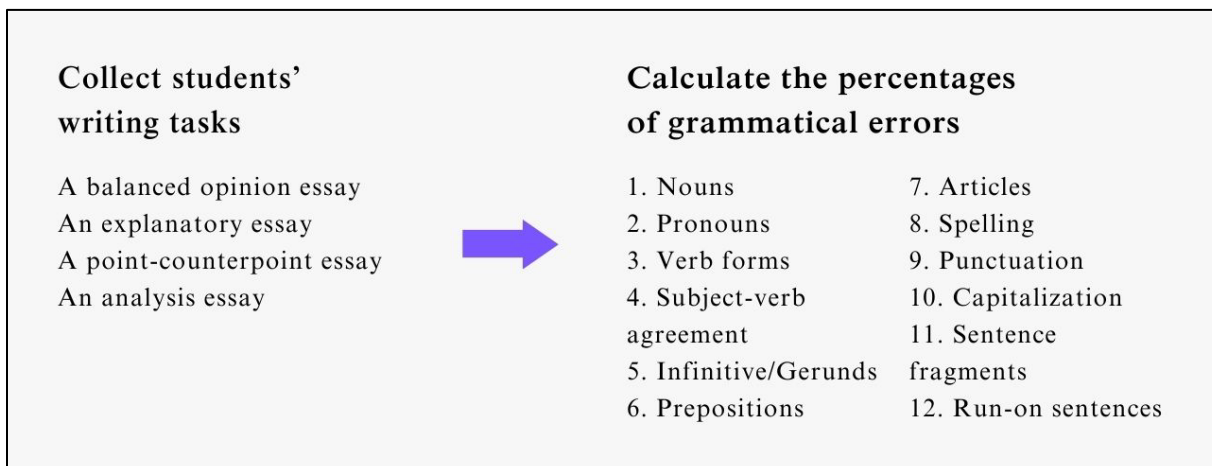 Collect students’
writing tasks
A balanced opinion essay
An explanatory essay
A point-counterpoint essay
An analysis essay
Calculate the percentages
of grammatical errors
1. Nouns
2. Pronouns
3. Verb forms
4. Subject-verb
agreement
5. Infinitive/Gerunds
6. Prepositions
7. Articles
8. Spelling
9. Punctuation
10. Capitalization
11. Sentence
fragments
12. Run-on sentences